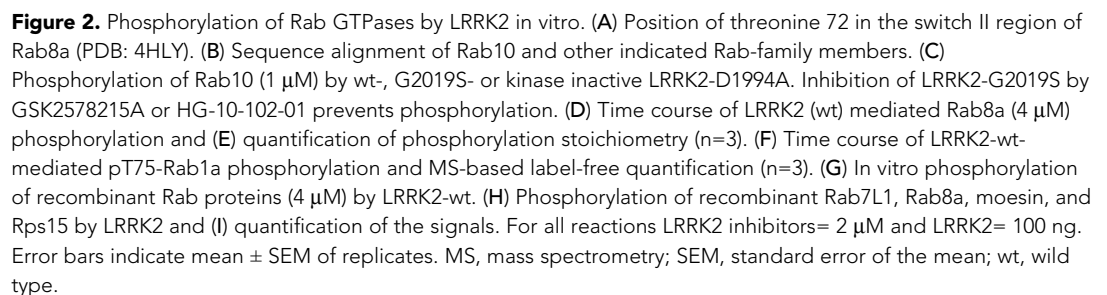 Figure 2. Phosphorylation of Rab GTPases by LRRK2 in vitro. (A) Position of threonine 72 in the switch II region of
Rab8a (PDB: 4HLY). (B) Sequence alignment of Rab10 and other indicated Rab-family members. (C)
Phosphorylation of Rab10 (1 μM) by wt-, G2019S- or kinase inactive LRRK2-D1994A. Inhibition of LRRK2-G2019S by
GSK2578215A or HG-10-102-01 prevents phosphorylation. (D) Time course of LRRK2 (wt) mediated Rab8a (4 μM)
phosphorylation and (E) quantification of phosphorylation stoichiometry (n=3). (F) Time course of LRRK2-wt-
mediated pT75-Rab1a phosphorylation and MS-based label-free quantification (n=3). (G) In vitro phosphorylation
of recombinant Rab proteins (4 μM) by LRRK2-wt. (H) Phosphorylation of recombinant Rab7L1, Rab8a, moesin, and
Rps15 by LRRK2 and (I) quantification of the signals. For all reactions LRRK2 inhibitors= 2 μM and LRRK2= 100 ng.
Error bars indicate mean ± SEM of replicates. MS, mass spectrometry; SEM, standard error of the mean; wt, wild
type.